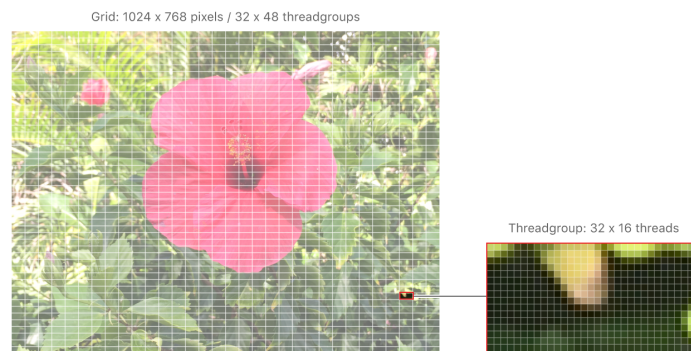 Grid: 1024 x 768 pixels / 32 x 48 threadgroups
Threadgroup: 32 x 16 threads